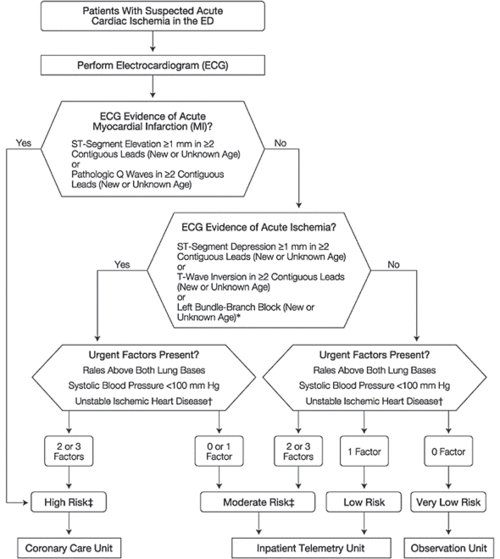 Patients With Suspected Acute
Cardiac Ischemia in the ED
Perform Electrocardiogram (ECG)
ECG Evidence of Acute
Myocardial Infarction (MI)?
ST-Segment Elevation ≥1 mm in ≥2
Contiguous Leads (New or Unknown Age)
or
Pathologic Q Waves in ≥2 Contiguous
Leads (New or Unknown Age)
Yes
No
ECG Evidence of Acute Ischemia?
ST-Segment Depression ≥1 mm in ≥2
Contiguous Leads (New or Unknown Age)
or
T-Wave Inversion in ≥2 Contiguous Leads
(New or Unknown Age)
or
Left Bundle-Branch Block (New or
Unknown Age)*
Yes
No
Urgent Factors Present?
Rales Above Both Lung Bases
Systolic Blood Pressure <100 mm Hg
Unstable Ischemic Heart Disease†
Urgent Factors Present?
Rales Above Both Lung Bases
Systolic Blood Pressure <100 mm Hg
Unstable Ischemic Heart Disease†
2 or 3
Factors
0 or 1
Factor
2 or 3
Factors
1 Factor
0 Factor
High Risk‡
Moderate Risk‡
Low Risk
Very Low Risk
Coronary Care Unit
Inpatient Telemetry Unit
Observation Unit